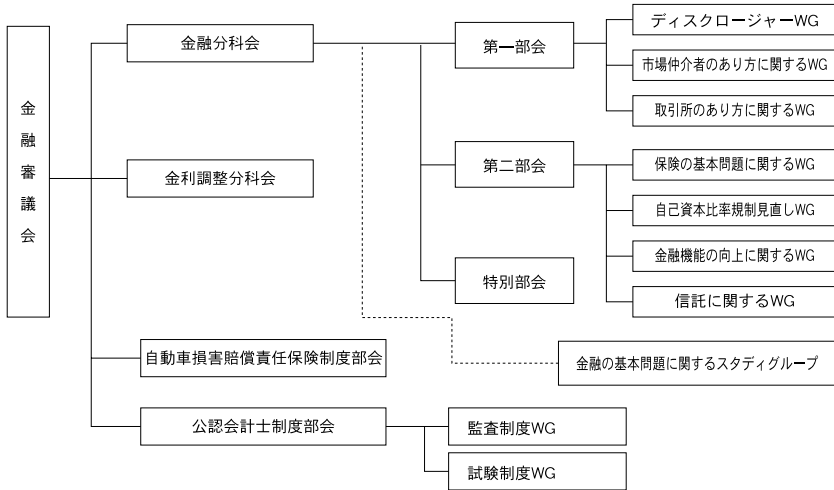 金融審議会
金融分科会
第一部会
ディスクロージャーWG
市場仲介者のあり方に関するWG
取引所のあり方に関するWG
第二部会
保険の基本問題に関するWG
自己資本比率規制見直しWG
金融機能の向上に関するWG
信託に関するWG
特別部会
金融の基本問題に関するスタディグループ
金利調整分科会
自動車損害賠償責任保険制度部会
公認会計士制度部会
監査制度WG
試験制度WG